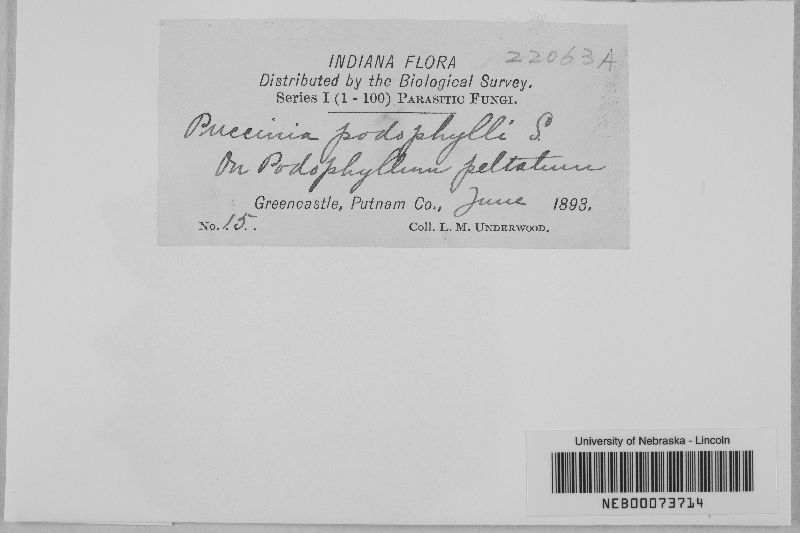 22063A
INDIANA FLORA
Distributed by the Biological Survey.
Series I (1 - 100) PARASITIC FUNGI.
Puccinia podophylli S.
On Podophyllum peltatum
Greencastle, Putnam Co., June 1893.
No. 15. Coll. L. M. UNDERWOOD.
University of Nebraska - Lincoln
NEB00073714